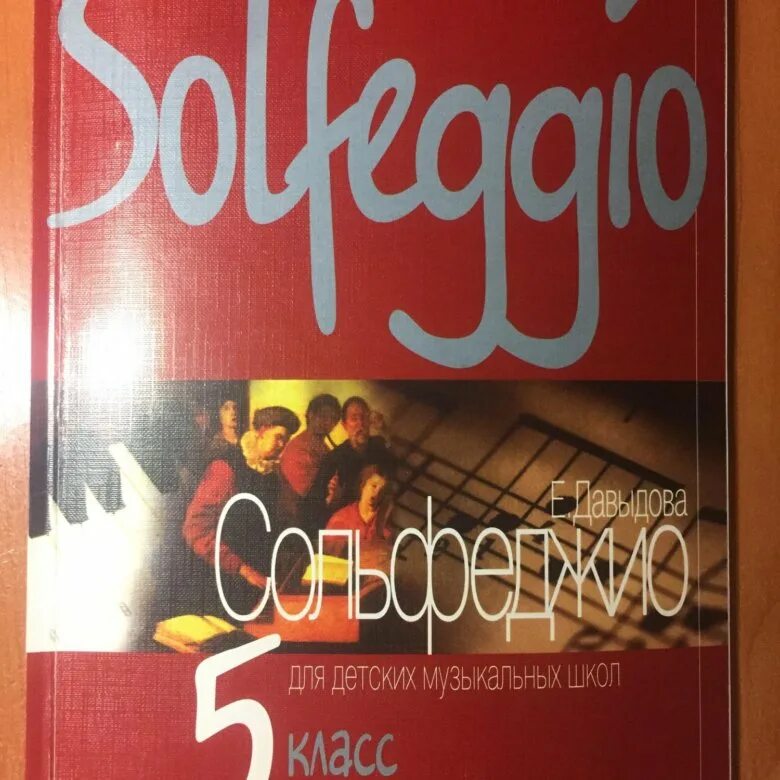 Solfeggio
Е.Давыдова
Сольфеджио
для детских музыкальных школ
5 класс